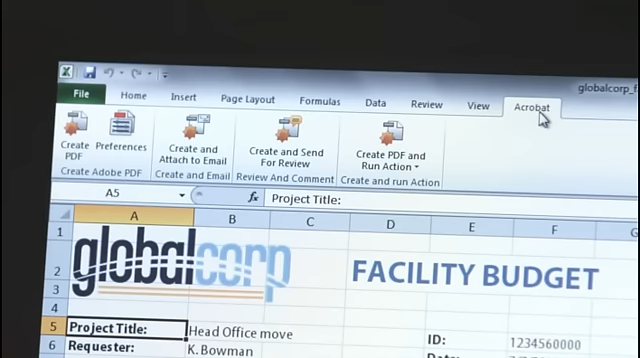 globalcorp_f
File Home Insert Page Layout Formulas Data Review View Acrobat
Create PDF Preferences Create and Attach to Email Create and Send For Review Create PDF and Run Action
Create Adobe PDF Create and Email Review And Comment Create and run Action
A5 fx Project Title:
A B C D E F G
1
globalcorp
2 FACILITY BUDGET
3
4
5 Project Title: Head Office move ID: 1234560000
6 Requester: K. Bowman